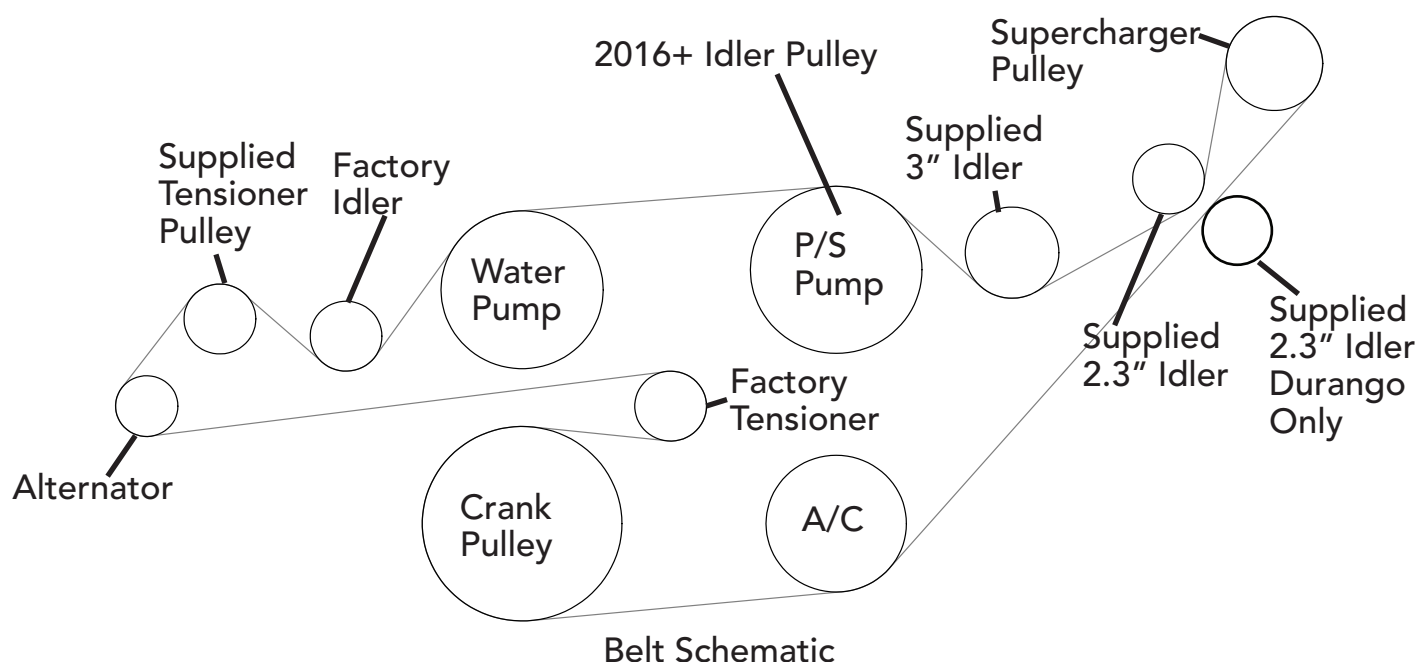 2016+ Idler Pulley
Supercharger
Pulley
Supplied
3” Idler
Supplied
Tensioner
Pulley
Factory
Idler
Water
Pump
P/S
Pump
Supplied
2.3” Idler
Supplied
2.3” Idler
Durango
Only
Factory
Tensioner
Alternator
Crank
Pulley
A/C
Belt Schematic